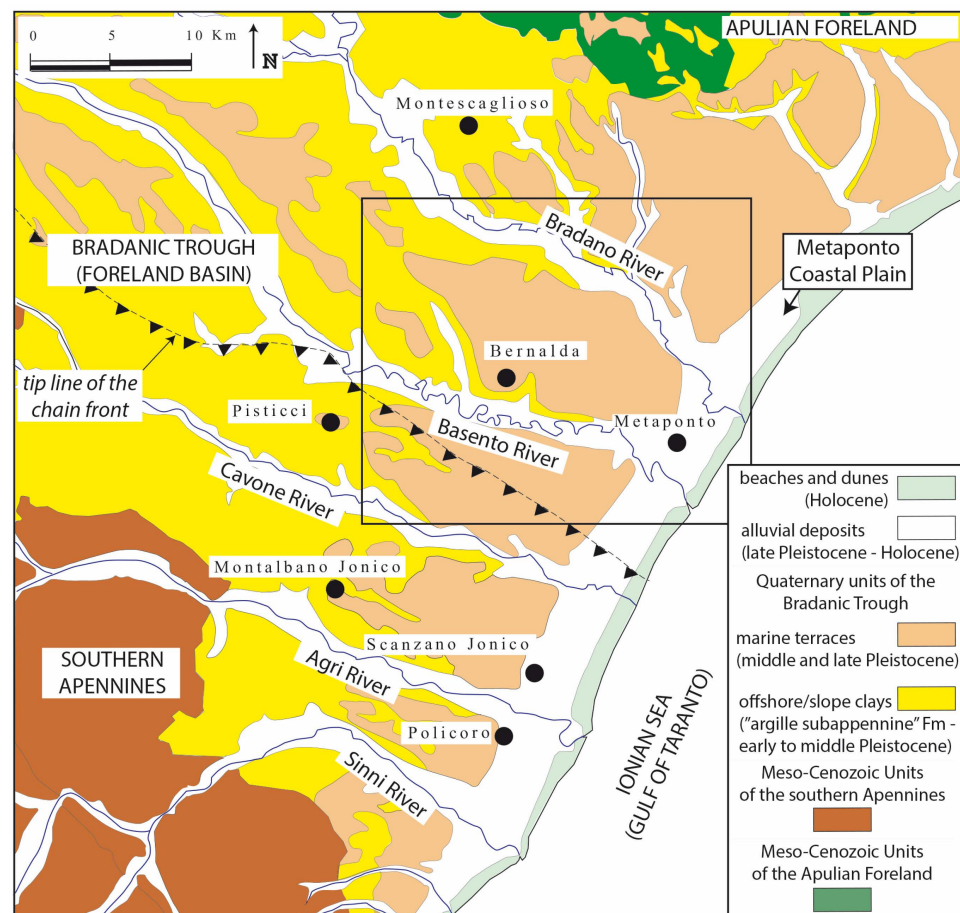 0 5 10 Km
N
APULIAN FORELAND
Montescaglioso
BRADANIC TROUGH
(FORELAND BASIN)
Bradano River
Metaponto
Coastal Plain
tip line of the
chain front
Bernalda
Pisticci
Basento River
Metaponto
Cavone River
Montalbano Jonico
Scanzano Jonico
SOUTHERN
APENNINES
Agri River
Policoro
Sinni River
IONIAN SEA
(GULF OF TARANTO)
beaches and dunes
(Holocene)
alluvial deposits
(late Pleistocene - Holocene)
Quaternary units of the
Bradanic Trough
marine terraces
(middle and late Pleistocene)
offshore/slope clays
("argille subappennine" Fm -
early to middle Pleistocene)
Meso-Cenozoic Units
of the southern Apennines
Meso-Cenozoic Units
of the Apulian Foreland